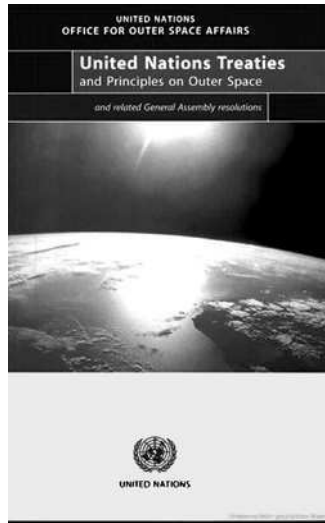 UNITED NATIONS
OFFICE FOR OUTER SPACE AFFAIRS
United Nations Treaties
and Principles on Outer Space
and related General Assembly resolutions
UNITED NATIONS